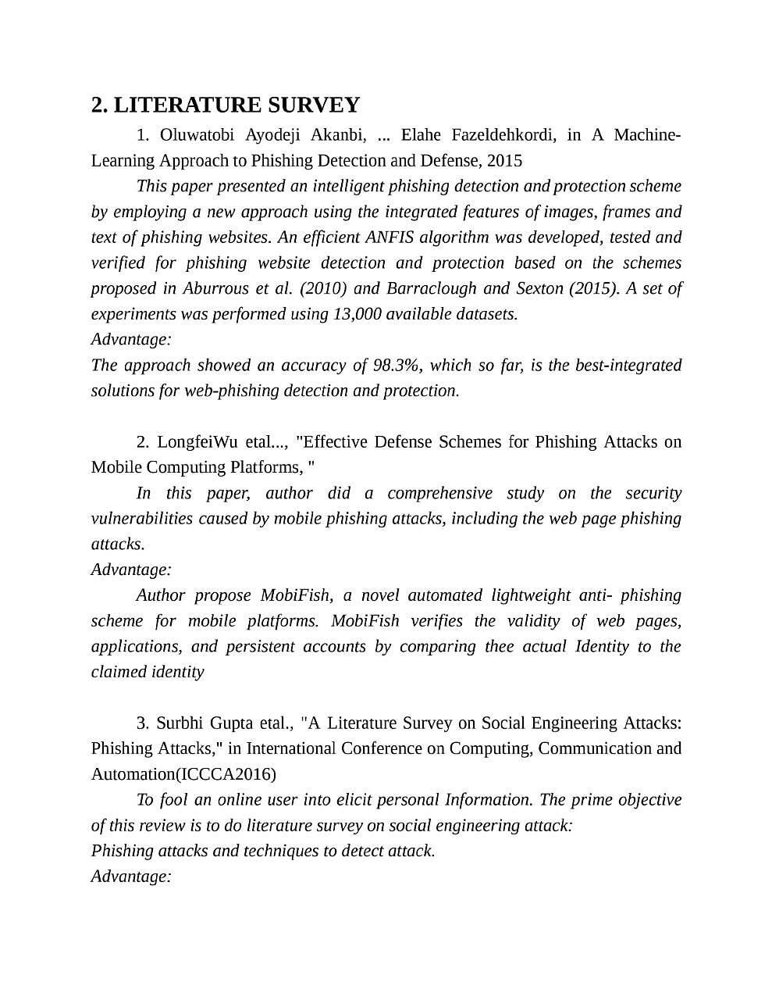 2. LITERATURE SURVEY
1. Oluwatobi Ayodeji Akanbi, ... Elahe Fazeldehkordi, in A Machine-
Learning Approach to Phishing Detection and Defense, 2015
This paper presented an intelligent phishing detection and protection scheme
by employing a new approach using the integrated features of images, frames and
text of phishing websites. An efficient ANFIS algorithm was developed, tested and
verified for phishing website detection and protection based on the schemes
proposed in Aburrous et al. (2010) and Barraclough and Sexton (2015). A set of
experiments was performed using 13,000 available datasets.
Advantage:
The approach showed an accuracy of 98.3%, which so far, is the best-integrated
solutions for web-phishing detection and protection.
2. LongfeiWu etal..., "Effective Defense Schemes for Phishing Attacks on
Mobile Computing Platforms, "
In this paper, author did a comprehensive study on the security
vulnerabilities caused by mobile phishing attacks, including the web page phishing
attacks.
Advantage:
Author propose MobiFish, a novel automated lightweight anti- phishing
scheme for mobile platforms. MobiFish verifies the validity of web pages,
applications, and persistent accounts by comparing thee actual Identity to the
claimed identity
3. Surbhi Gupta etal., "A Literature Survey on Social Engineering Attacks:
Phishing Attacks," in International Conference on Computing, Communication and
Automation(ICCCA2016)
To fool an online user into elicit personal Information. The prime objective
of this review is to do literature survey on social engineering attack:
Phishing attacks and techniques to detect attack.
Advantage: